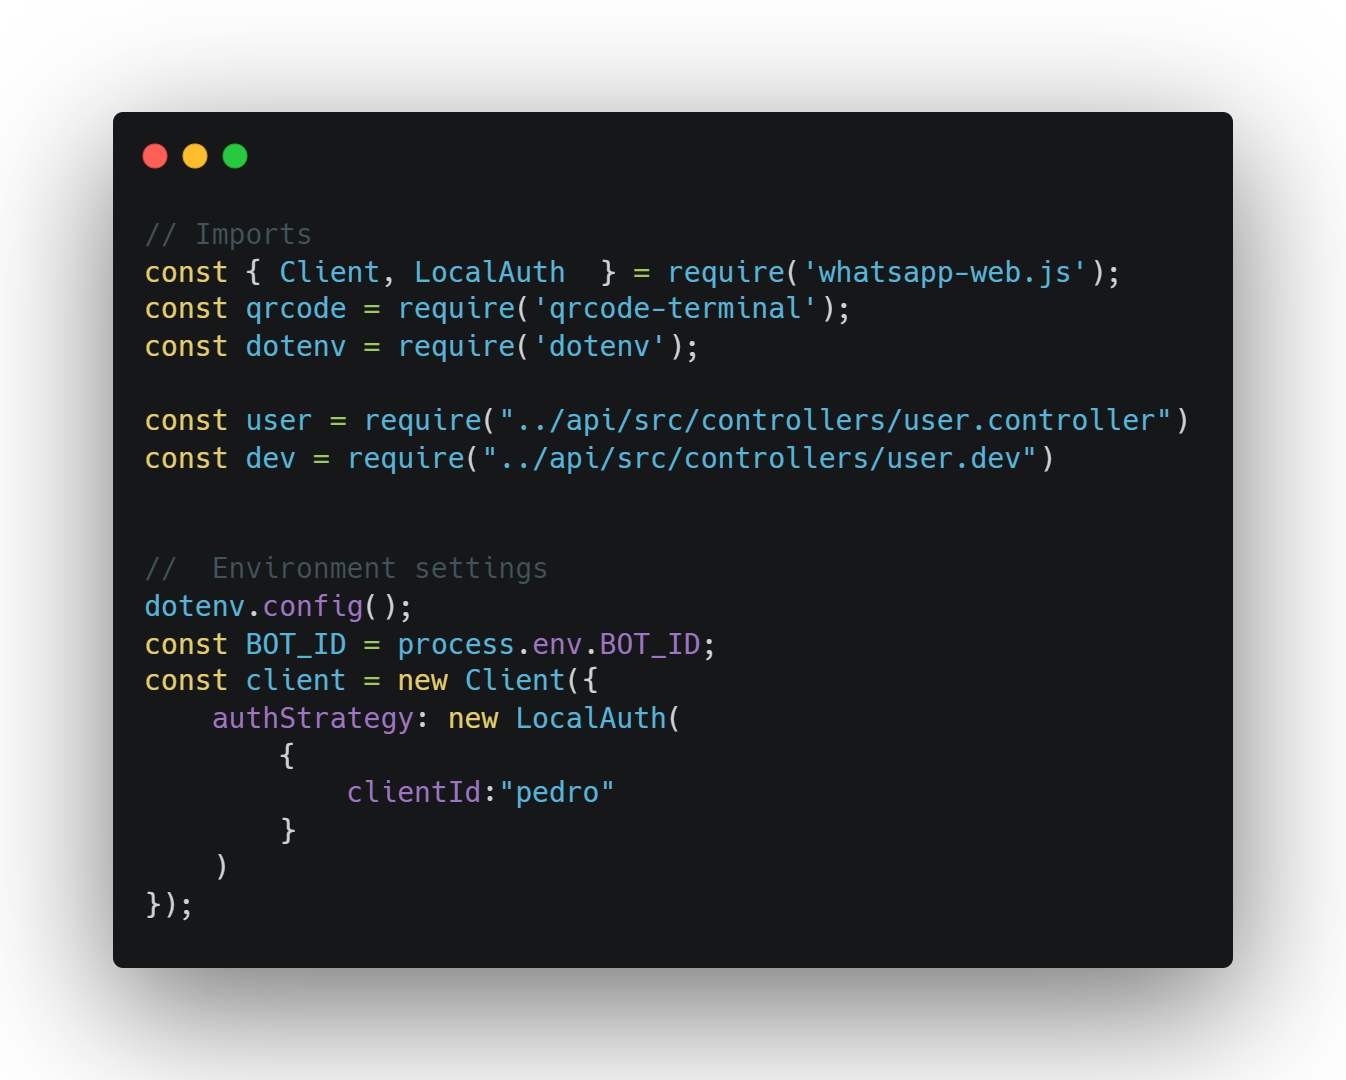 // Imports
const { Client, LocalAuth  } = require('whatsapp-web.js');
const qrcode = require('qrcode-terminal');
const dotenv = require('dotenv');

const user = require("../api/src/controllers/user.controller")
const dev = require("../api/src/controllers/user.dev")


//  Environment settings
dotenv.config();
const BOT_ID = process.env.BOT_ID;
const client = new Client({
    authStrategy: new LocalAuth(
        {
            clientId:"pedro"
        }
    )
});